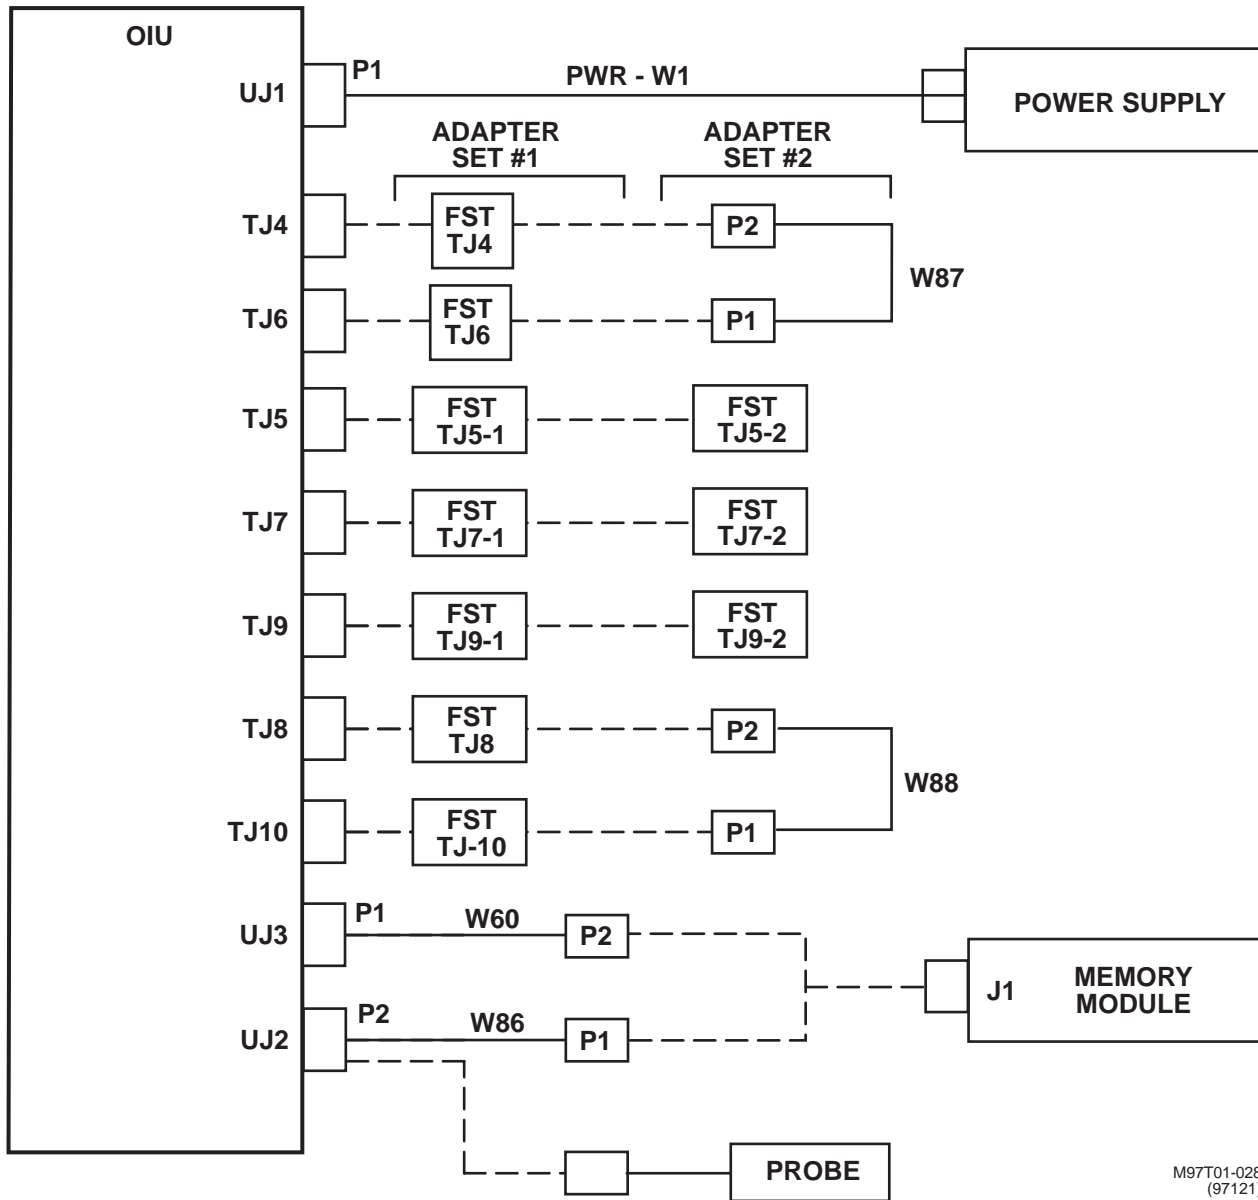 OIU
P1
PWR - W1
UJ1
POWER SUPPLY
ADAPTER
SET #1
ADAPTER
SET #2
TJ4
FST
TJ4
P2
W87
TJ6
FST
TJ6
P1
TJ5
FST
TJ5-1
FST
TJ5-2
TJ7
FST
TJ7-1
FST
TJ7-2
TJ9
FST
TJ9-1
FST
TJ9-2
TJ8
FST
TJ8
P2
W88
TJ10
FST
TJ-10
P1
UJ3
P1
W60
P2
J1
MEMORY
MODULE
UJ2
P2
W86
P1
PROBE
M97T01-028
(97121